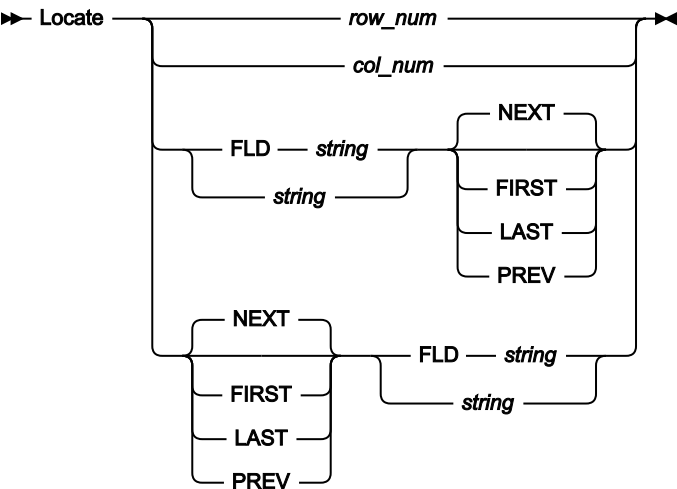 Locate row_num
col_num
NEXT
FLD string
string
FIRST
LAST
PREV
NEXT
FLD string
FIRST
string
LAST
PREV